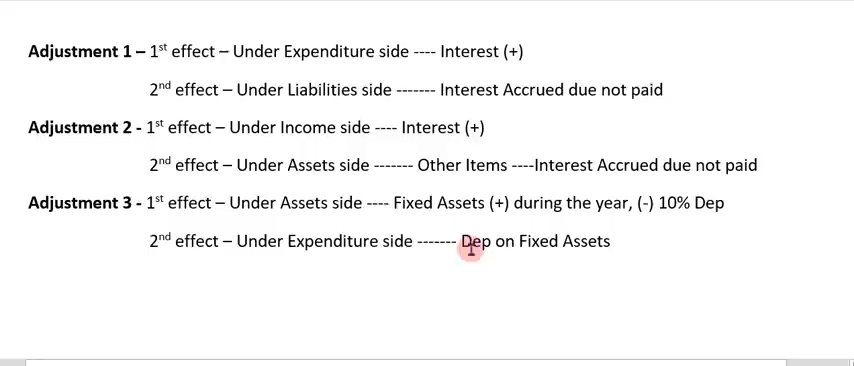 Adjustment 1 – 1st effect – Under Expenditure side ---- Interest (+)
2nd effect – Under Liabilities side ------- Interest Accrued due not paid
Adjustment 2 - 1st effect – Under Income side ---- Interest (+)
2nd effect – Under Assets side ------- Other Items ----Interest Accrued due not paid
Adjustment 3 - 1st effect – Under Assets side ---- Fixed Assets (+) during the year, (-) 10% Dep
2nd effect – Under Expenditure side ------- Dep on Fixed Assets